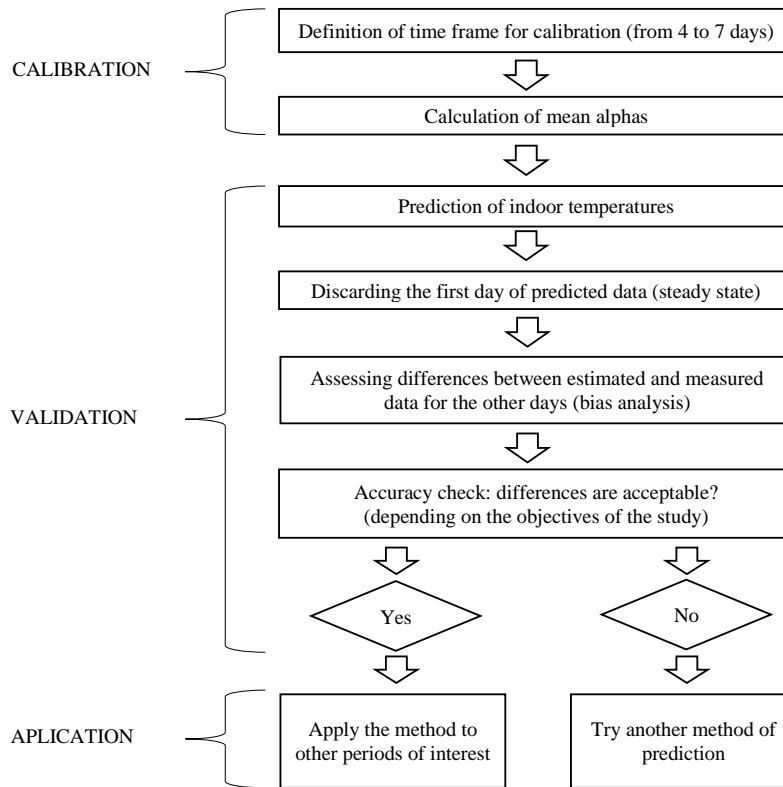 Definition of time frame for calibration (from 4 to 7 days)
CALIBRATION
Calculation of mean alphas
Prediction of indoor temperatures
Discarding the first day of predicted data (steady state)
Assessing differences between estimated and measured
data for the other days (bias analysis)
VALIDATION
Accuracy check: differences are acceptable?
(depending on the objectives of the study)
Yes
No
APLICATION
Apply the method to
other periods of interest
Try another method of
prediction